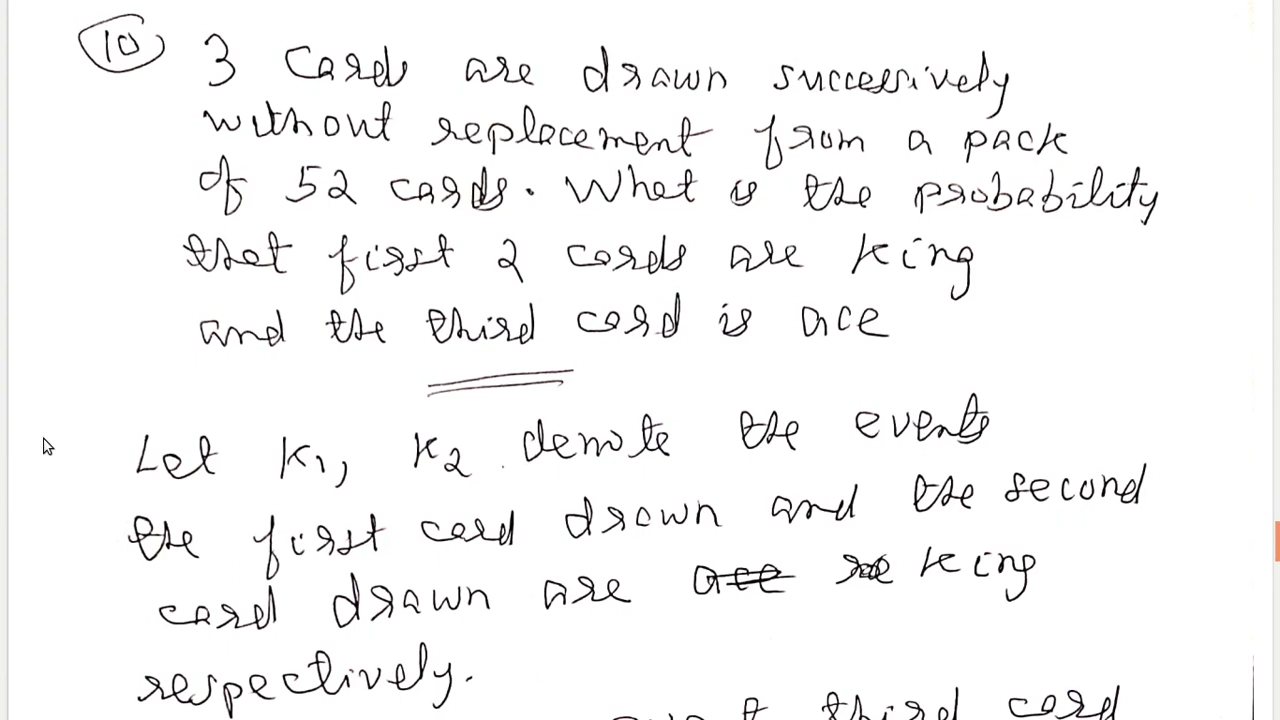 10 3 cards are drawn successively
without replacement from a pack
of 52 cards. What is the probability
that first 2 cards are king
and the third card is ace
Let K1, K2 denote the events
the first card drawn and the second
card drawn are king
respectively.
third card